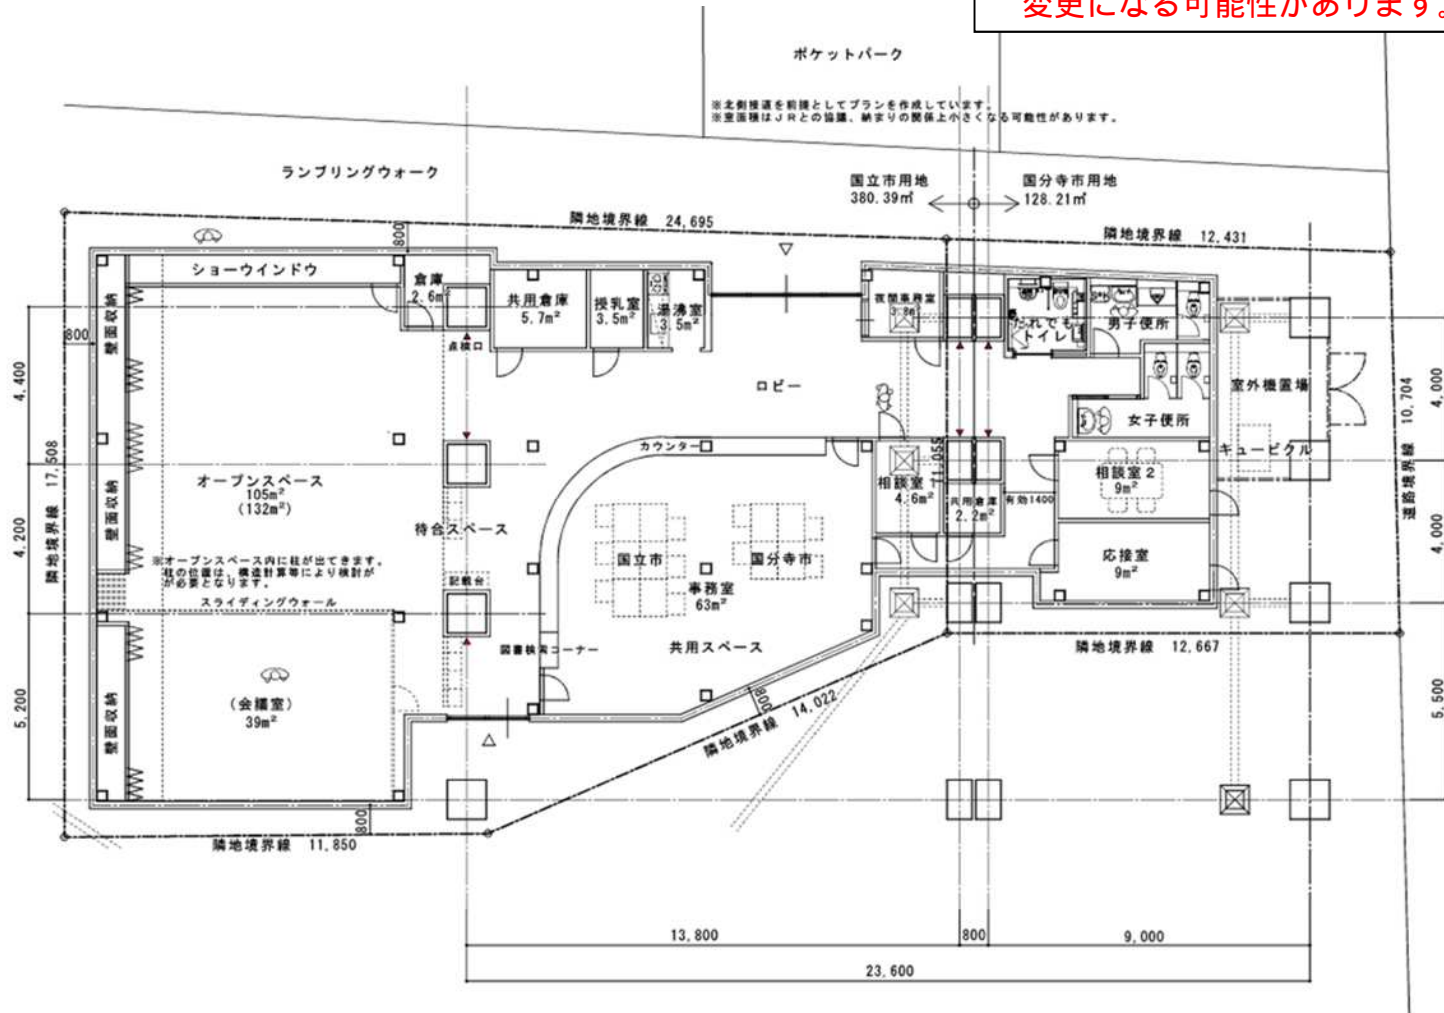 変更になる可能性があります。
ポケットパーク
※北側接道を前提としてプランを作成しています。
※室面積はJRとの協議、納まりの関係上小さくなる可能性があります。
ランブリングウォーク
国立市用地
380.39㎡
国分寺市用地
128.21㎡
隣地境界線 24,695
隣地境界線 12,431
800
ショーウインドウ
倉庫
2.6m²
共用倉庫
5.7m²
授乳室
3.5m²
湯沸室
3.5m²
夜間事務室
3.8m²
だれでも
トイレ
男子便所
壁面収納
800
点検口
ロビー
室外機置場
女子便所
4,400
4,000
道路境界線 10,704
隣地境界線 17,508
カウンター
11,055
キュービクル
オープンスペース
105m²
(132m²)
相談室1
4.6m²
相談室2
9m²
共用倉庫
2.2m²
有効1400
壁面収納
待合スペース
4,200
4,000
※オープンスペース内に柱が出てきます。
柱の位置は、構造計算等により検討が
が必要となります。
国立市
国分寺市
応接室
9m²
記載台
事務室
63m²
スライディングウォール
図書検索コーナー
共用スペース
隣地境界線 12,667
(会議室)
39m²
壁面収納
5,200
5,500
800
隣地境界線 14,022
800
隣地境界線 11,850
13,800
800
9,000
23,600